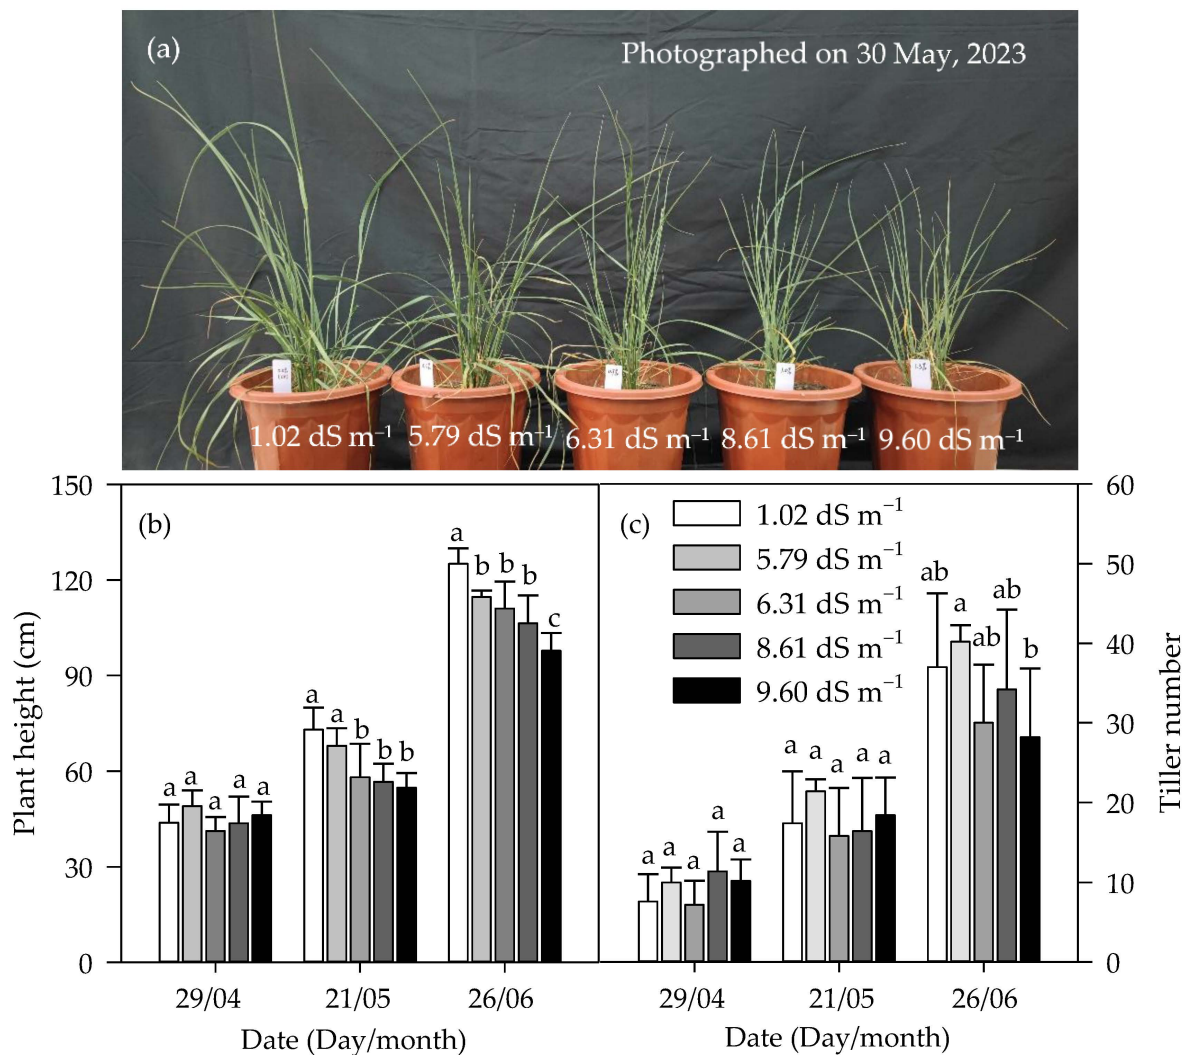 (a)
Photographed on 30 May, 2023
1.02 dS m⁻¹
5.79 dS m⁻¹
6.31 dS m⁻¹
8.61 dS m⁻¹
9.60 dS m⁻¹
150
120
90
60
30
0
Plant height (cm)
(b)
a
a
a
a
a
a
a
b
b
b
a
b
b
b
c
29/04
21/05
26/06
Date (Day/month)
(c)
1.02 dS m⁻¹
5.79 dS m⁻¹
6.31 dS m⁻¹
8.61 dS m⁻¹
9.60 dS m⁻¹
a
a
a
a
a
a
a
a
a
a
ab
a
ab
ab
b
29/04
21/05
26/06
Date (Day/month)
60
50
40
30
20
10
0
Tiller number